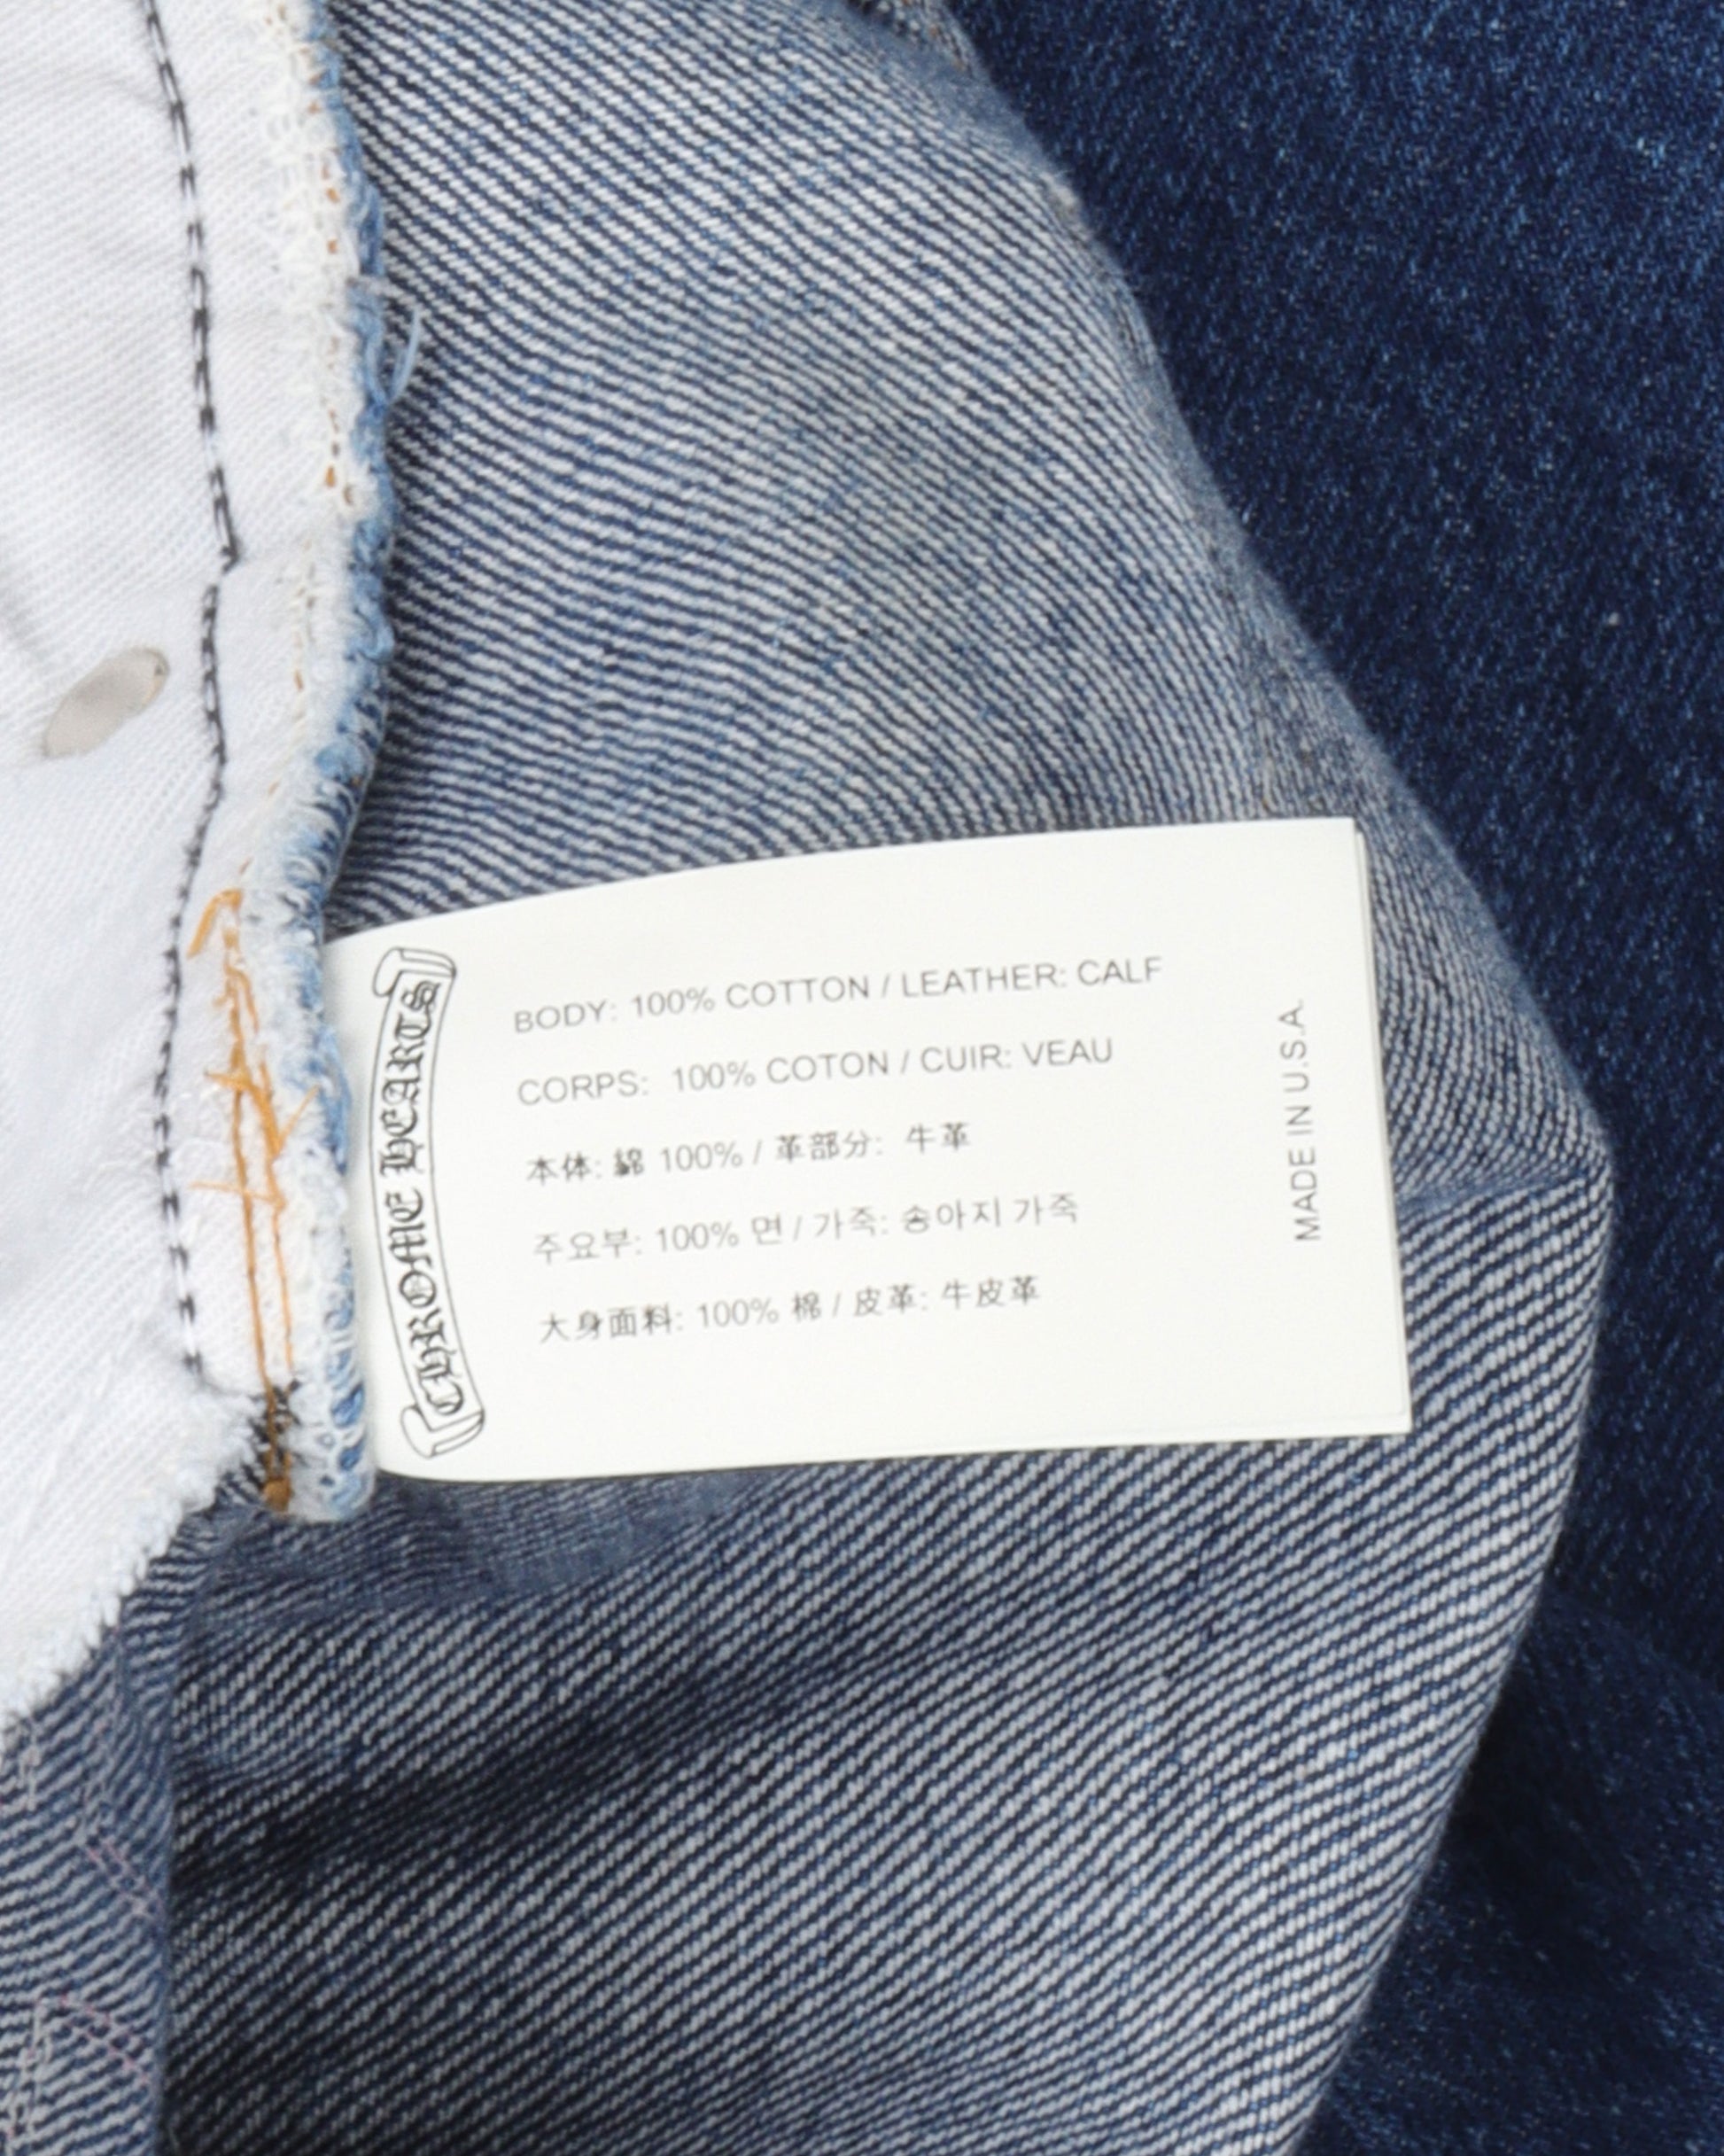 CHROME HEARTS
BODY: 100% COTTON / LEATHER: CALF
CORPS: 100% COTON / CUIR: VEAU
本体: 綿 100% / 革部分: 牛革
주요부: 100% 면 / 가죽: 송아지 가죽
大身面料: 100% 棉 / 皮革: 牛皮革
MADE IN U.S.A.